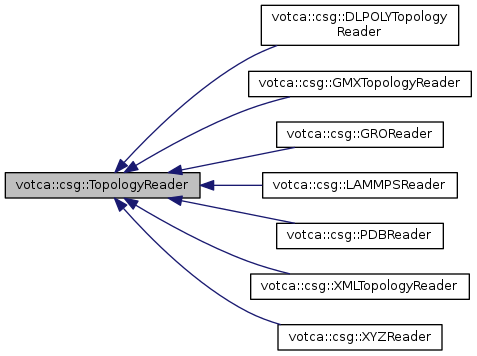 votca::csg::DLPOLYTopology
Reader
votca::csg::GMXTopologyReader
votca::csg::GROReader
votca::csg::TopologyReader
votca::csg::LAMMPSReader
votca::csg::PDBReader
votca::csg::XMLTopologyReader
votca::csg::XYZReader